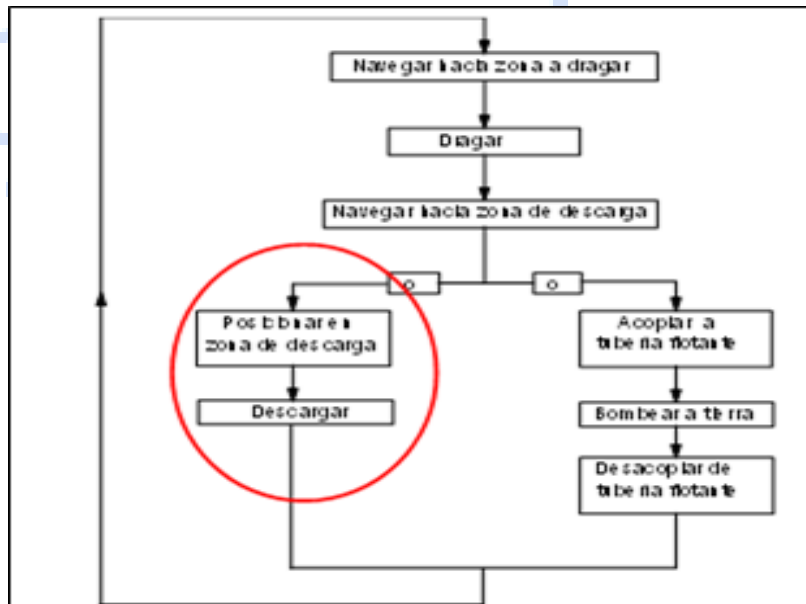 Navegar hacia zona a dragar
Dragar
Navegar hacia zona de descarga
o
o
Posicionar en
zona de descarga
Descargar
Acoplar a
tubería flotante
Bombear a tierra
Desacoplar de
tubería flotante